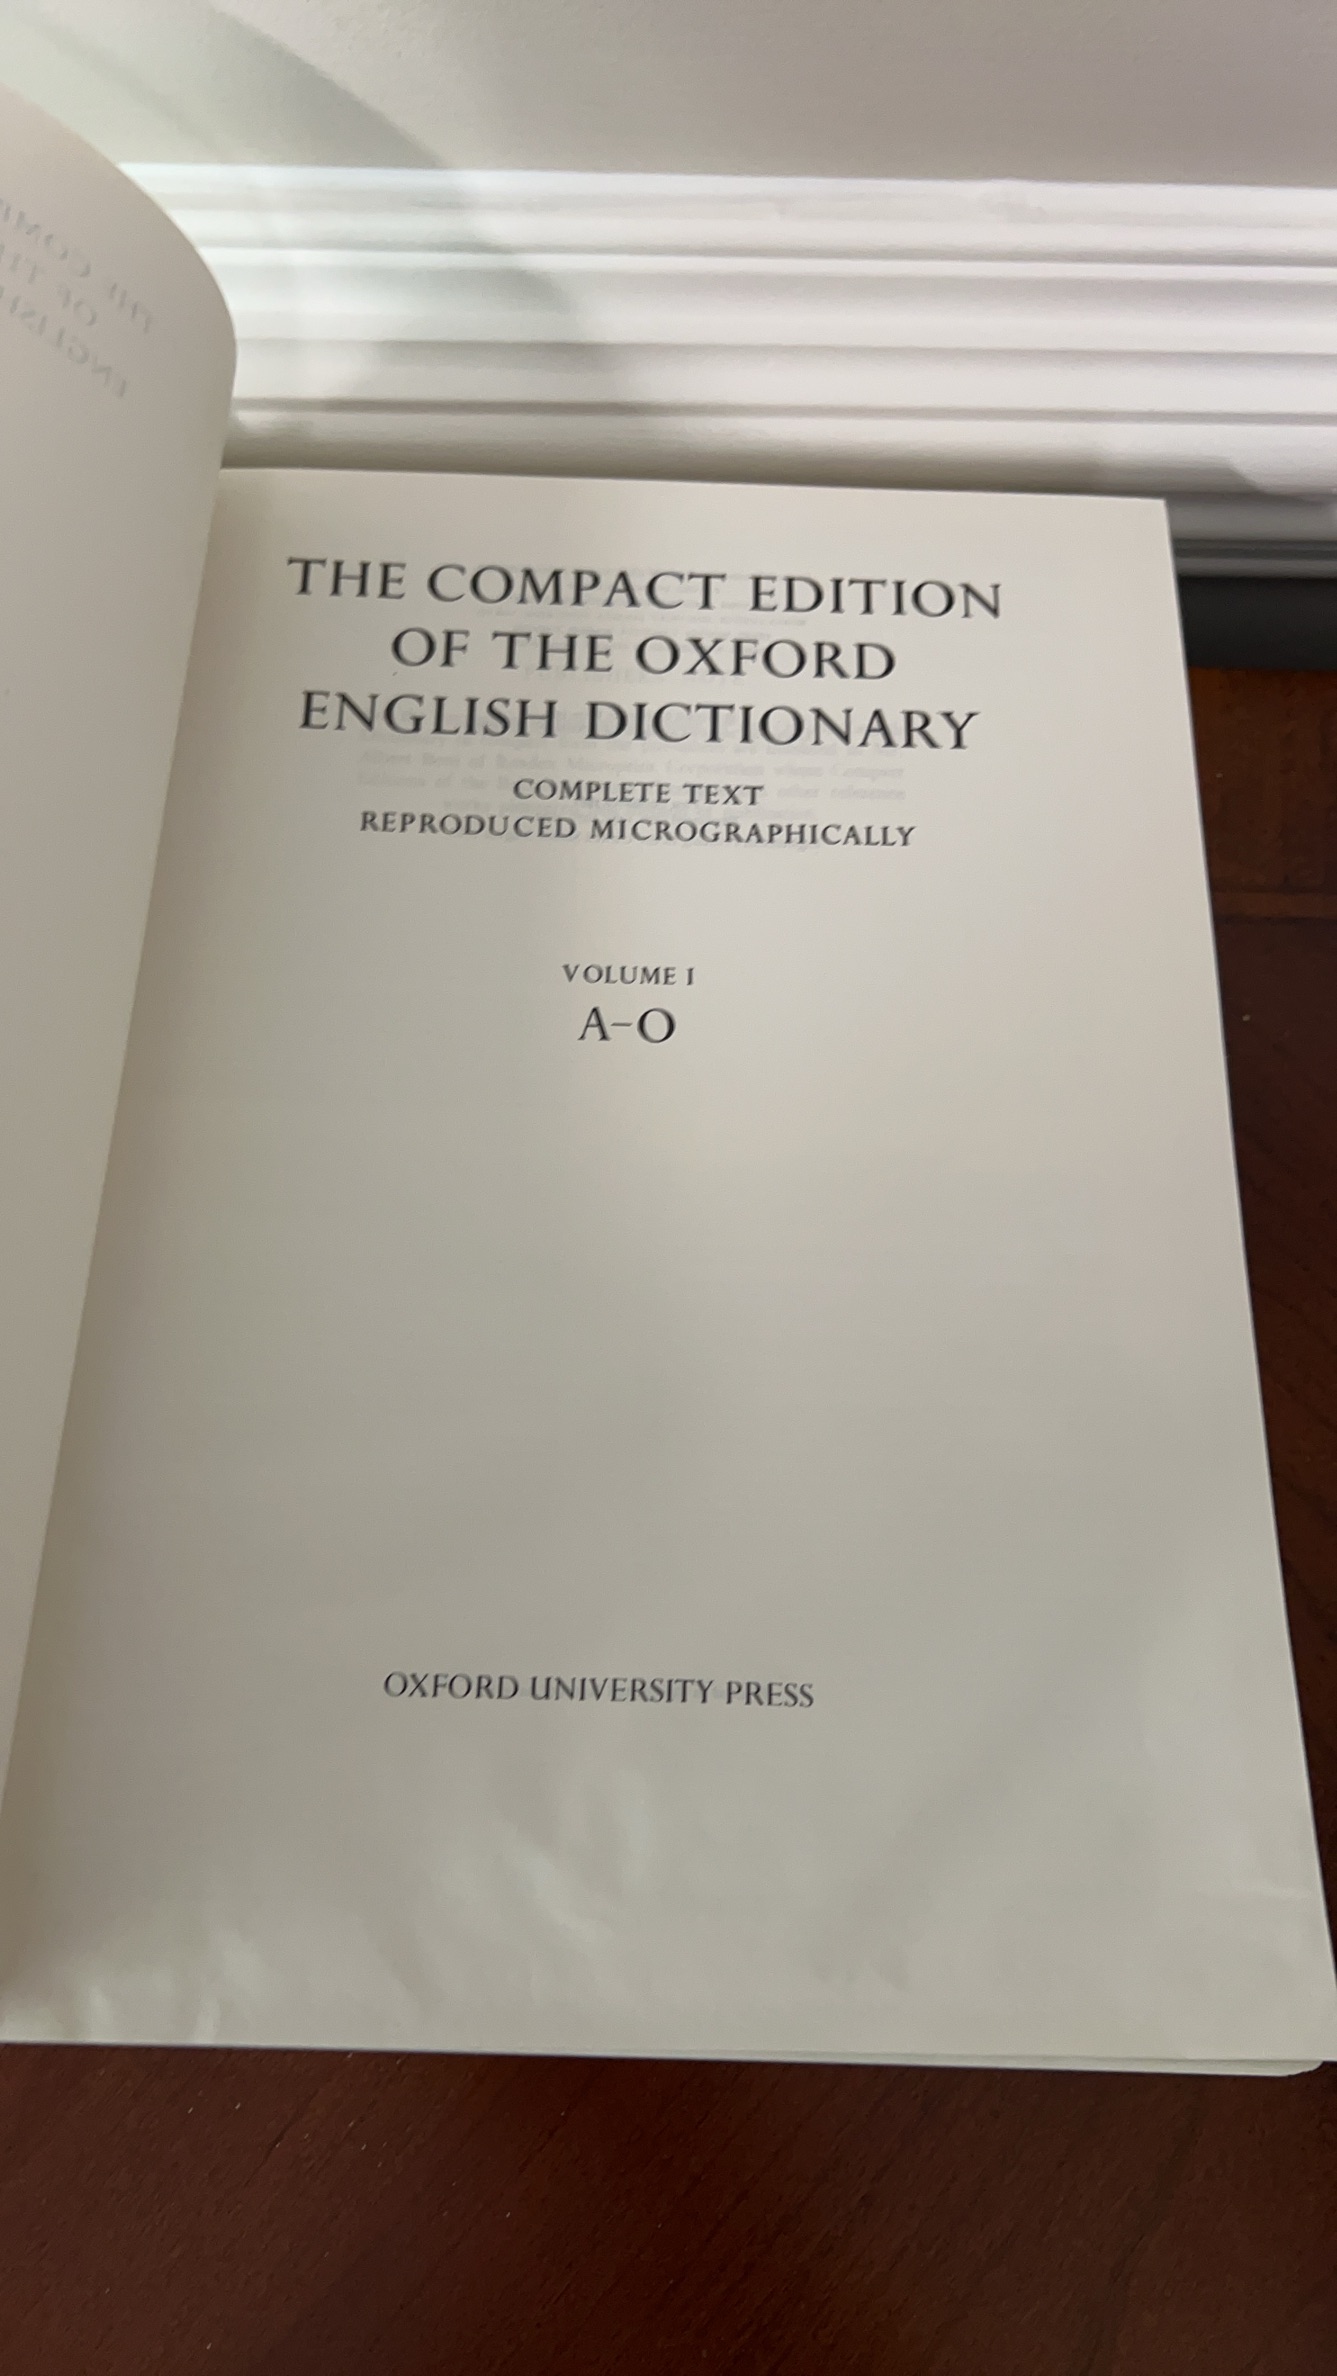 THE COMPACT EDITION
OF THE OXFORD
ENGLISH DICTIONARY
COMPLETE TEXT
REPRODUCED MICROGRAPHICALLY
VOLUME I
A–O
OXFORD UNIVERSITY PRESS